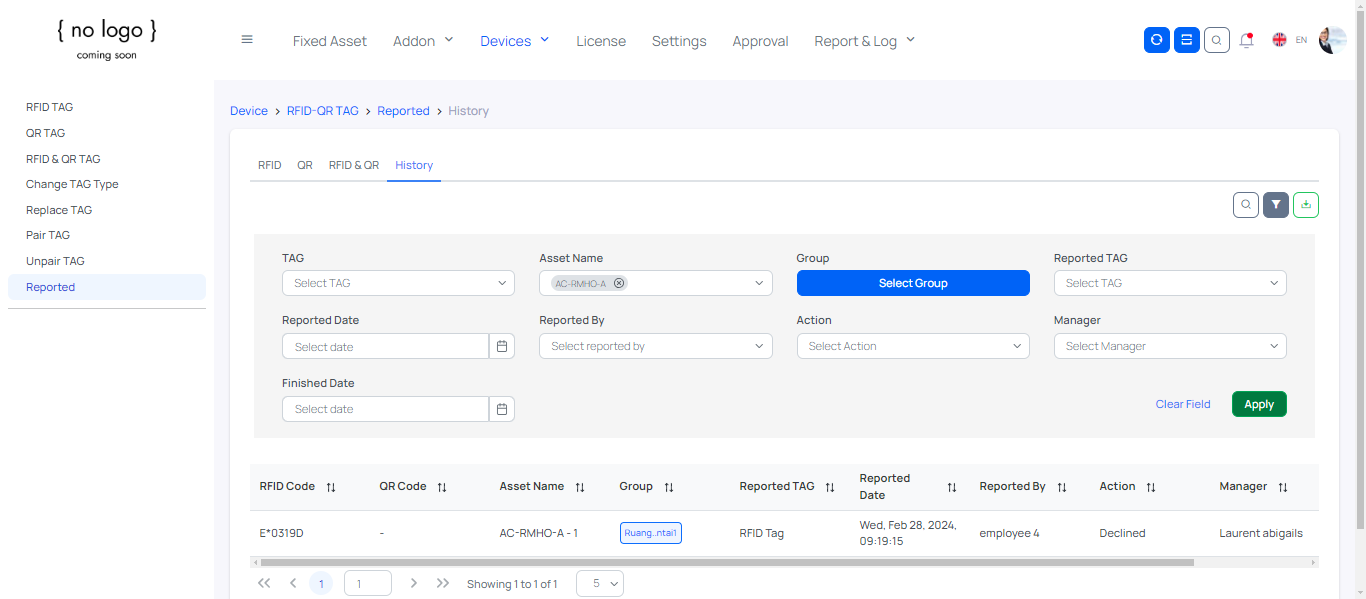 { no logo }
coming soon
Fixed Asset
Addon
Devices
License
Settings
Approval
Report & Log
EN
RFID TAG
QR TAG
RFID & QR TAG
Change TAG Type
Replace TAG
Pair TAG
Unpair TAG
Reported
Device > RFID-QR TAG > Reported > History
RFID QR RFID & QR History
TAG
Select TAG
Asset Name
AC-RMHO-A
Group
Select Group
Reported TAG
Select TAG
Reported Date
Select date
Reported By
Select reported by
Action
Select Action
Manager
Select Manager
Finished Date
Select date
Clear Field
Apply
RFID Code
QR Code
Asset Name
Group
Reported TAG
Reported
Date
Reported By
Action
Manager
E*0319D
-
AC-RMHO-A - 1
Ruang...ntai1
RFID Tag
Wed, Feb 28, 2024,
09:19:15
employee 4
Declined
Laurent abigails
1
1
Showing 1 to 1 of 1
5